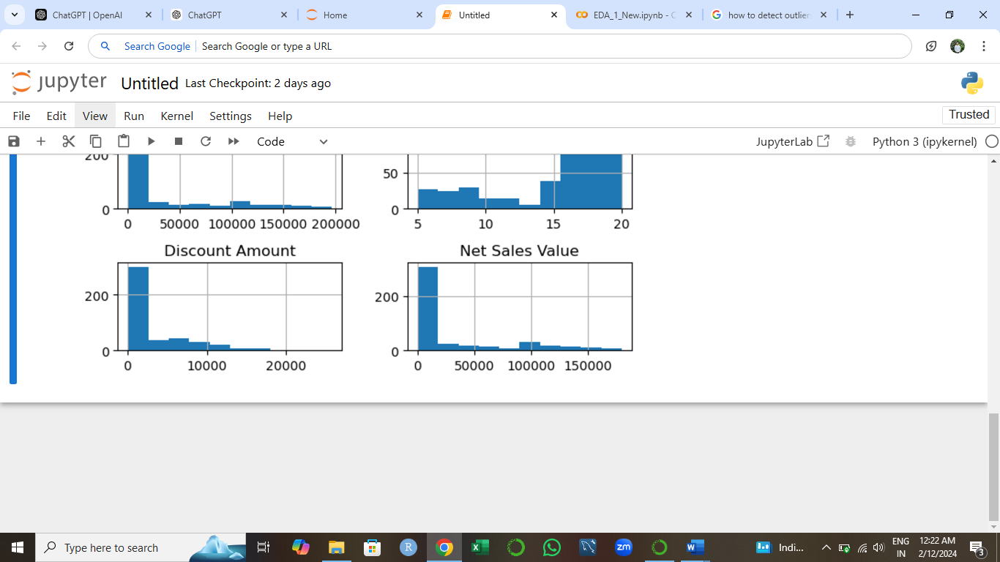 ChatGPT | OpenAI
ChatGPT
Home
Untitled
EDA_1_New.ipynb - C
how to detect outlier
Search Google
Search Google or type a URL
jupyter
Untitled
Last Checkpoint: 2 days ago
File
Edit
View
Run
Kernel
Settings
Help
Trusted
Code
JupyterLab
Python 3 (ipykernel)
200
0
0
50000
100000
150000
200000
50
0
5
10
15
20
Discount Amount
200
0
0
10000
20000
Net Sales Value
200
0
0
50000
100000
150000
Type here to search
R
zm
Indi...
ENG
IN
12:22 AM
2/12/2024
3